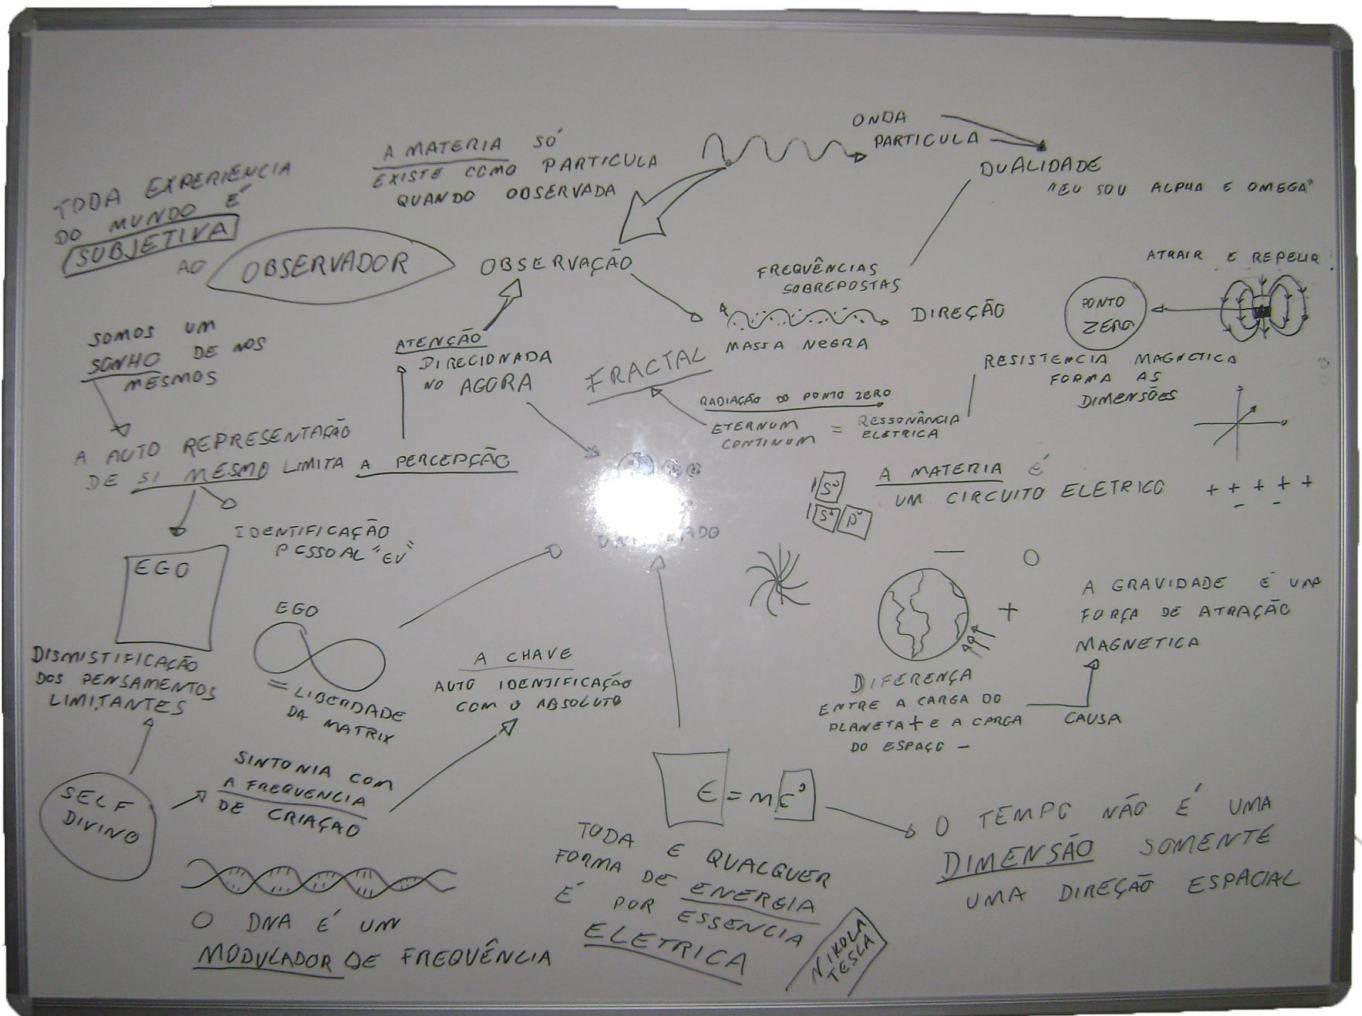 TODA EXPERIÊNCIA
DO MUNDO É
SUBJETIVA
AO
OBSERVADOR
A MATERIA SÓ
EXISTE COMO PARTICULA
QUANDO OBSERVADA
ONDA
PARTICULA
DUALIDADE
"EU SOU ALPHA E OMEGA"
OBSERVAÇÃO
FREQUÊNCIAS
SOBREPOSTAS
DIREÇÃO
MASSA NEGRA
ATRAIR E REPELIR
PONTO
ZERO
RESISTENCIA MAGNETICA
FORMA AS
DIMENSÕES
SOMOS UM
SONHO DE NOS
MESMOS
ATENÇÃO
DIRECIONADA
NO AGORA
FRACTAL
RADIAÇÃO DO PONTO ZERO
ETERNUM
CONTINUM
=
RESSONÂNCIA
ELETRICA
A AUTO REPRESENTAÇÃO
DE SI MESMO LIMITA A PERCEPÇÃO
IDENTIFICAÇÃO
PESSOAL "EU"
A MATERIA É
UM CIRCUITO ELETRICO
+ + + + +
- -
EGO
DISMISTIFICAÇÃO
DOS PENSAMENTOS
LIMITANTES
EGO
= LIBERDADE
DA MATRIX
A CHAVE
AUTO IDENTIFICAÇÃO
COM O ABSOLUTO
-
+
A GRAVIDADE É UMA
FORÇA DE ATRAÇÃO
MAGNETICA
DIFERENÇA
ENTRE A CARGA DO
PLANETA + E A CARGA
DO ESPAÇO -
CAUSA
SELF
DIVINO
SINTONIA COM
A FREQUENCIA
DE CRIAÇÃO
O DNA É UM
MODULADOR DE FREQUÊNCIA
TODA E QUALQUER
FORMA DE ENERGIA
É POR ESSENCIA
ELETRICA
NIKOLA
TESLA
O TEMPO NÃO É UMA
DIMENSÃO SOMENTE
UMA DIREÇÃO ESPACIAL